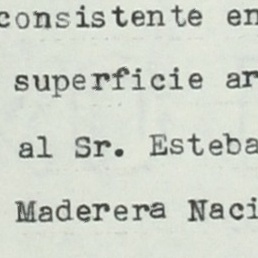 consistente en
superficie ar
al Sr. Esteba
Maderera Naci